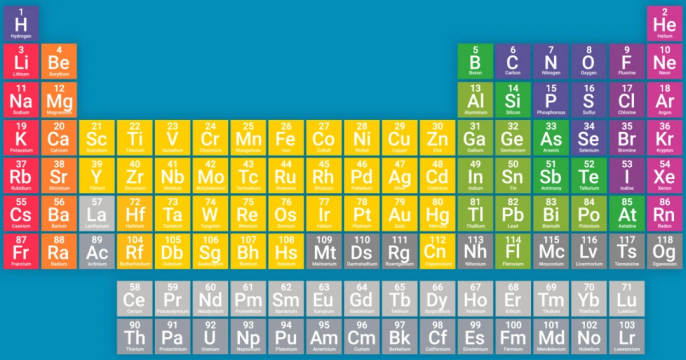 1 2
H He
Hydrogen Helium
3 4 5 6 7 8 9 10
Li Be B C N O F Ne
Lithium Beryllium Boron Carbon Nitrogen Oxygen Fluorine Neon
11 12 13 14 15 16 17 18
Na Mg Al Si P S Cl Ar
Sodium Magnesium Aluminum Silicon Phosphorous Sulfur Chlorine Argon
19 20 21 22 23 24 25 26 27 28 29 30 31 32 33 34 35 36
K Ca Sc Ti V Cr Mn Fe Co Ni Cu Zn Ga Ge As Se Br Kr
Potassium Calcium Scandium Titanium Vanadium Chromium Manganese Iron Cobalt Nickel Copper Zinc Gallium Germanium Arsenic Selenium Bromine Krypton
37 38 39 40 41 42 43 44 45 46 47 48 49 50 51 52 53 54
Rb Sr Y Zr Nb Mo Tc Ru Rh Pd Ag Cd In Sn Sb Te I Xe
Rubidium Strontium Zirconium Niobium Molybdenum Technetium Ruthenium Rhodium Palladium Silver Cadmium Indium Tin Antimony Tellurium Iodine Xenon
55 56 57 72 73 74 75 76 77 78 79 80 81 82 83 84 85 86
Cs Ba La Hf Ta W Re Os Ir Pt Au Hg Tl Pb Bi Po At Rn
Caesium Barium Lanthanum Hafnium Tantalum Tungsten Rhenium Osmium Iridium Platinum Gold Mercury Thallium Lead Bismuth Polonium Astatine Radon
87 88 89 104 105 106 107 108 109 110 111 112 113 114 115 116 117 118
Fr Ra Ac Rf Db Sg Bh Hs Mt Ds Rg Cn Nh Fl Mc Lv Ts Og
Francium Radium Actinium Rutherfordium Dubnium Seaborgium Bohrium Hassium Meitnerium Darmstadtium Roentgenium Copernicium Nihonium Flerovium Moscovium Livermorium Tennessine Oganesson
58 59 60 61 62 63 64 65 66 67 68 69 70 71
Ce Pr Nd Pm Sm Eu Gd Tb Dy Ho Er Tm Yb Lu
Cerium Praseodymium Neodymium Promethium Samarium Europium Gadolinium Terbium Dysprosium Holmium Erbium Thulium Ytterbium Lutetium
90 91 92 93 94 95 96 97 98 99 100 101 102 103
Th Pa U Np Pu Am Cm Bk Cf Es Fm Md No Lr
Thorium Protactinium Uranium Neptunium Plutonium Americium Curium Berkelium Californium Einsteinium Fermium Mendelevium Nobelium Lawrencium